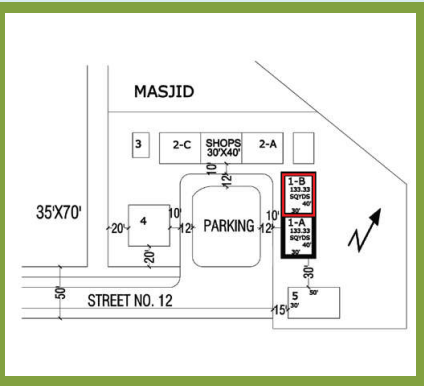 MASJID
3
2-C
SHOPS
30'X40'
2-A
10'
12'
1-B
133.33
SQYDS
40'
30'
35'X70'
20'
4
10'
12'
PARKING
12'
10'
1-A
133.33
SQYDS
40'
30'
N
20'
30'
50'
STREET NO. 12
15'
5
30'
50'